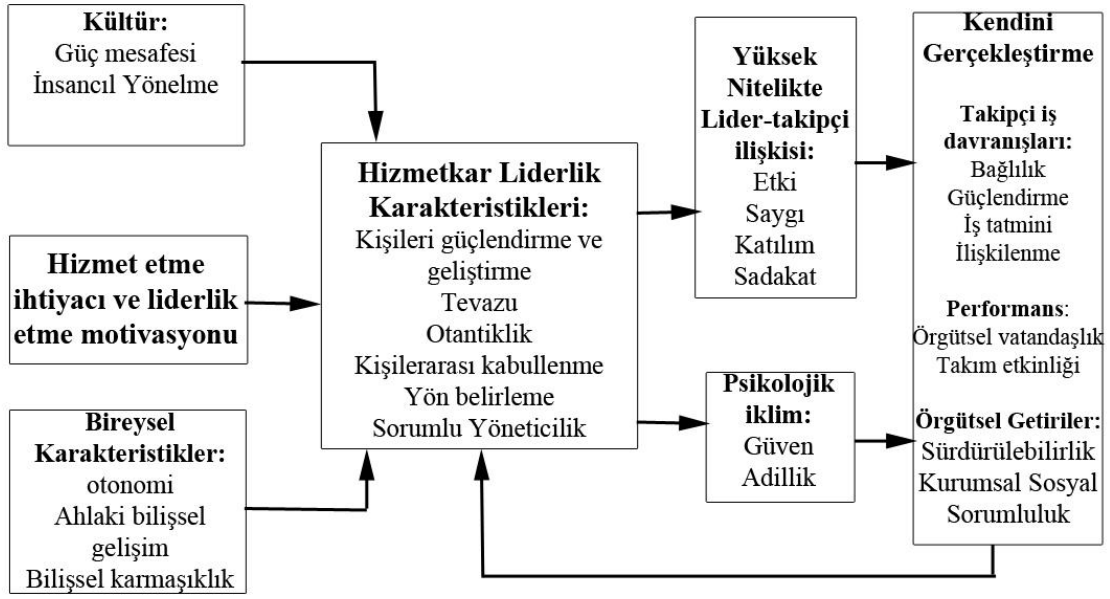 Kültür:
Güç mesafesi
İnsancıl Yönelme
Hizmet etme
ihtiyacı ve liderlik
etme motivasyonu
Bireysel
Karakteristikler:
otonomi
Ahlaki bilişsel
gelişim
Bilişsel karmaşıklık
Hizmetkar Liderlik
Karakteristikleri:
Kişileri güçlendirme ve
geliştirme
Tevazu
Otantiklik
Kişilerarası kabullenme
Yön belirleme
Sorumlu Yöneticilik
Yüksek
Nitelikte
Lider-takipçi
ilişkisi:
Etki
Saygı
Katılım
Sadakat
Psikolojik
iklim:
Güven
Adillik
Kendini
Gerçekleştirme
Takipçi iş
davranışları:
Bağlılık
Güçlendirme
İş tatmini
İlişkilenme
Performans:
Örgütsel vatandaşlık
Takım etkinliği
Örgütsel Getiriler:
Sürdürülebilirlik
Kurumsal Sosyal
Sorumluluk